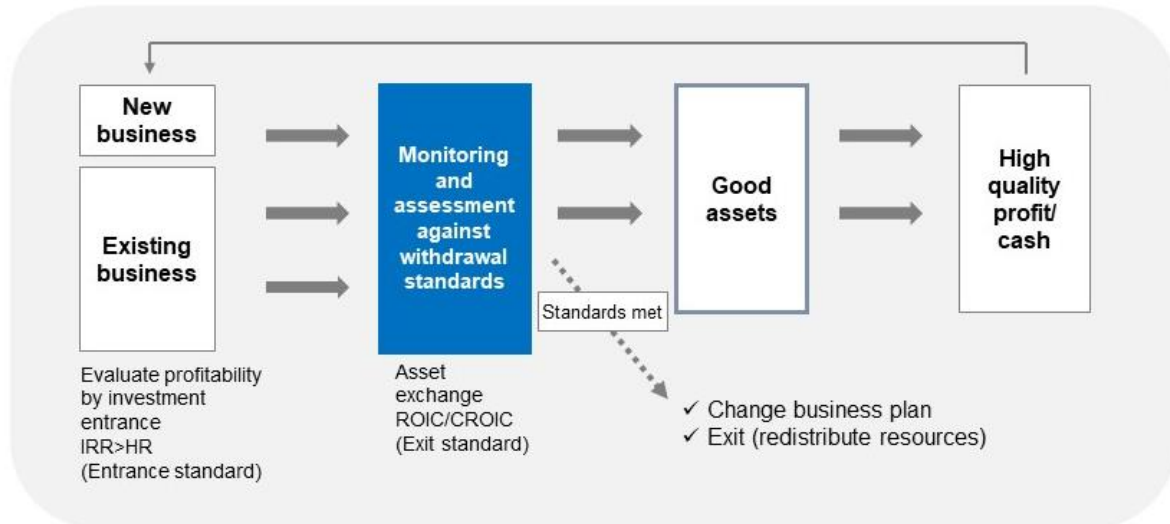 New
business
Existing
business
Evaluate profitability
by investment
entrance
IRR>HR
(Entrance standard)
Monitoring
and
assessment
against
withdrawal
standards
Asset
exchange
ROIC/CROIC
(Exit standard)
Standards met
✓ Change business plan
✓ Exit (redistribute resources)
Good
assets
High
quality
profit/
cash